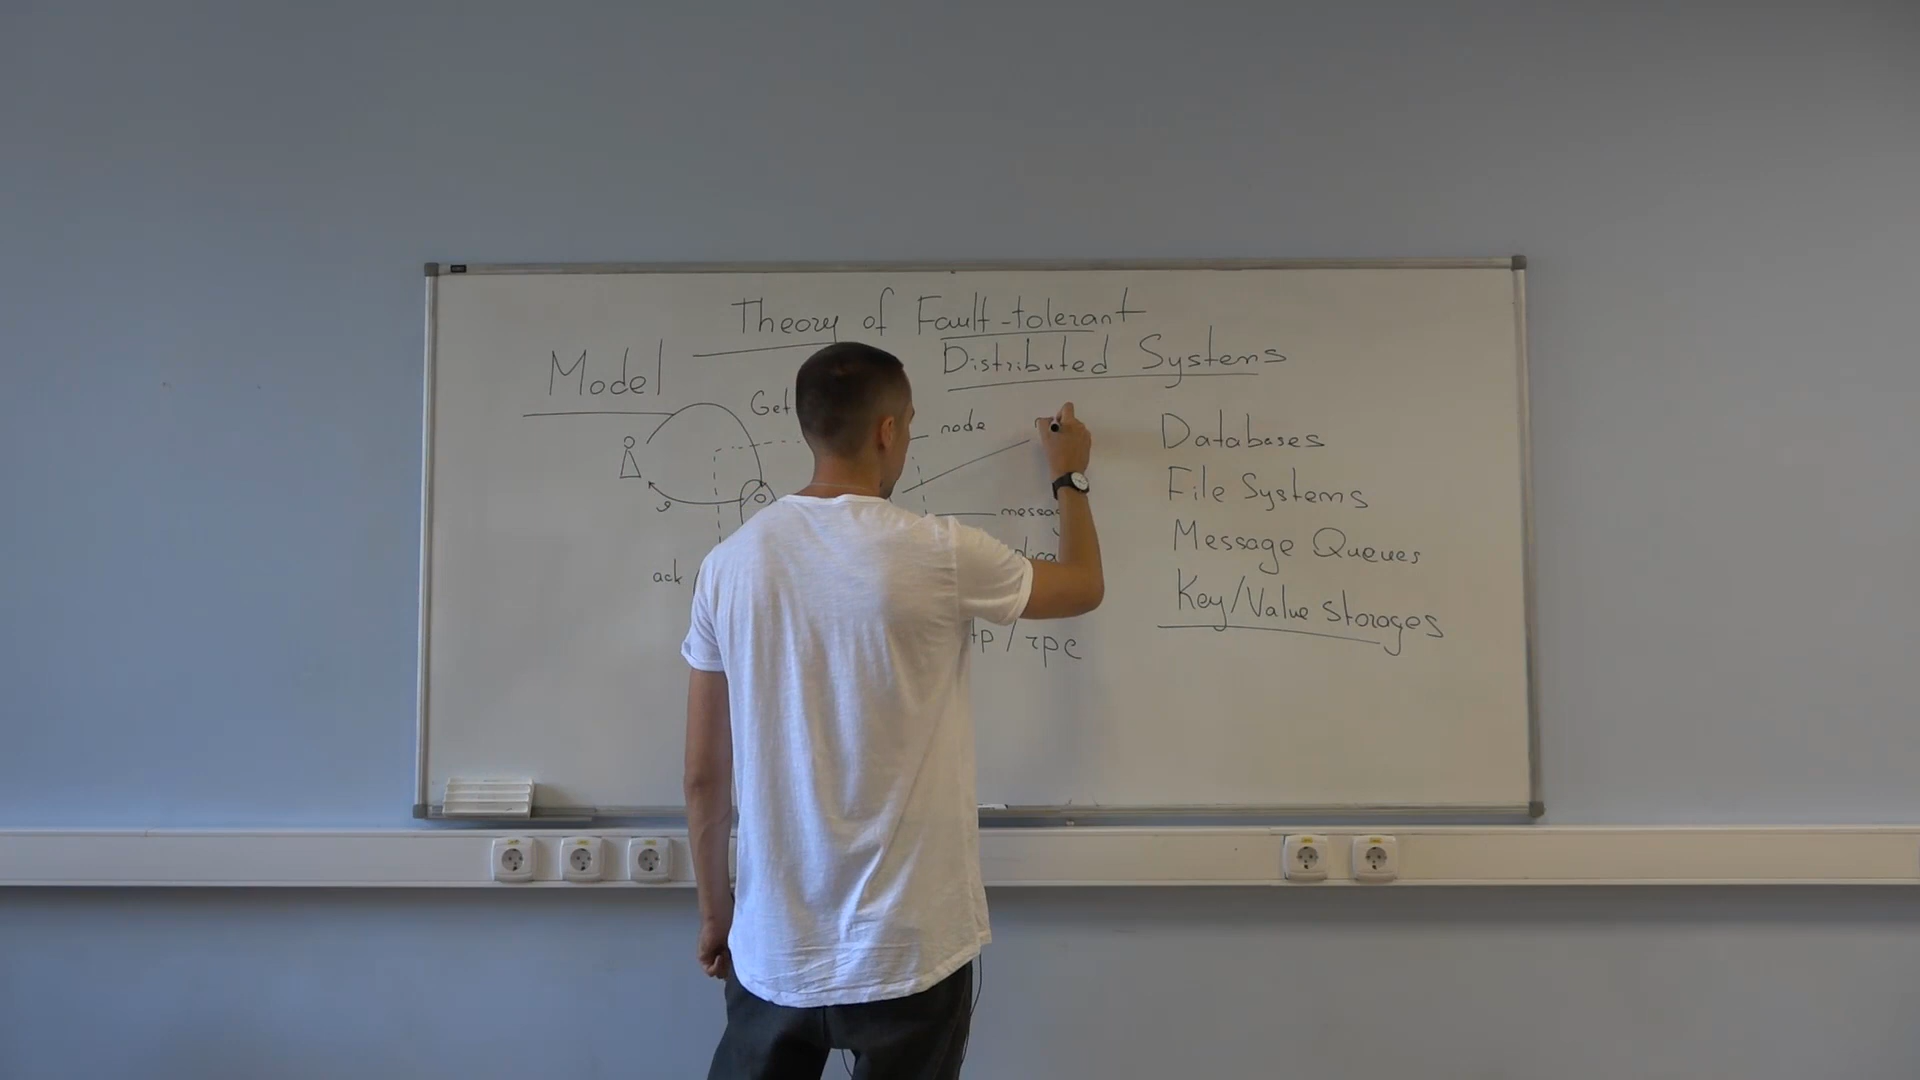 Theory of Fault-tolerant
Distributed Systems
Model
Get
node
ack
Databases
File Systems
Message Queues
Key/Value Storages
/ rpc